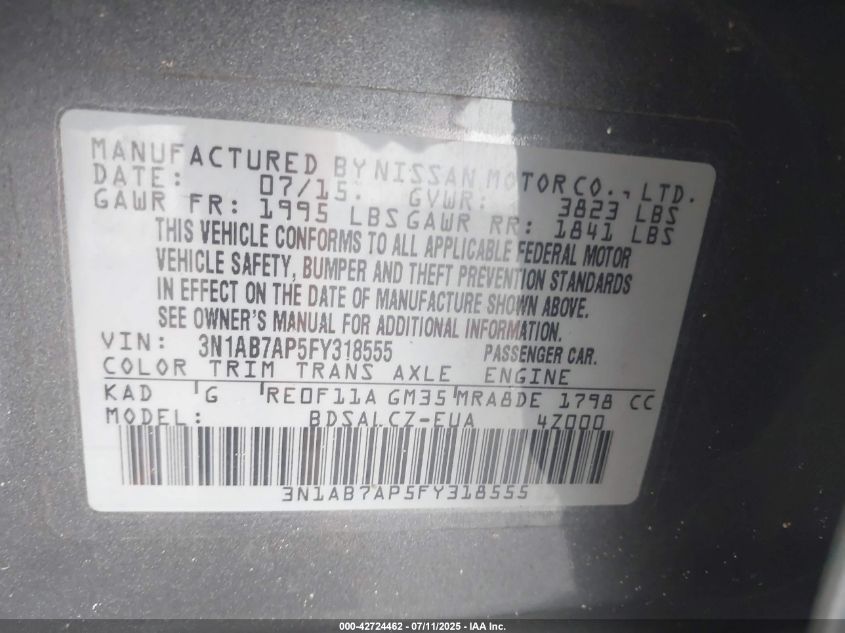 MANUFACTURED BY NISSAN MOTOR CO., LTD.
DATE: 07/15. GVWR: 3823 LBS
GAWR FR: 1995 LBS GAWR RR: 1841 LBS
THIS VEHICLE CONFORMS TO ALL APPLICABLE FEDERAL MOTOR
VEHICLE SAFETY, BUMPER AND THEFT PREVENTION STANDARDS
IN EFFECT ON THE DATE OF MANUFACTURE SHOWN ABOVE.
SEE OWNER'S MANUAL FOR ADDITIONAL INFORMATION.
VIN: 3N1AB7AP5FY318555 PASSENGER CAR.
COLOR TRIM TRANS AXLE ENGINE
KAD G RE0F11A GM35 MRA8DE 1798 CC
MODEL: BDSALCZ-EUA 4Z000
3N1AB7AP5FY318555
000-42724462 - 07/11/2025 - IAA Inc.